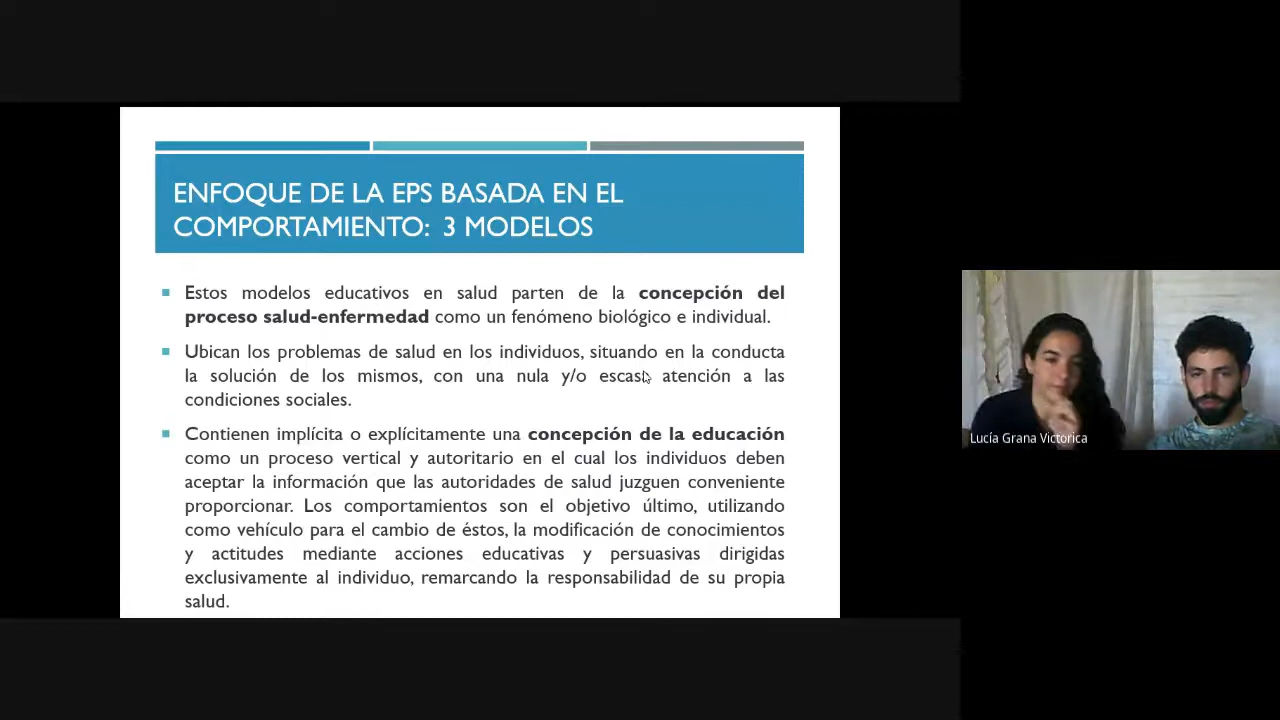 ENFOQUE DE LA EPS BASADA EN EL
COMPORTAMIENTO: 3 MODELOS
Estos modelos educativos en salud parten de la concepción del
proceso salud-enfermedad como un fenómeno biológico e individual.
Ubican los problemas de salud en los individuos, situando en la conducta
la solución de los mismos, con una nula y/o escasa atención a las
condiciones sociales.
Contienen implícita o explícitamente una concepción de la educación
como un proceso vertical y autoritario en el cual los individuos deben
aceptar la información que las autoridades de salud juzguen conveniente
proporcionar. Los comportamientos son el objetivo último, utilizando
como vehículo para el cambio de éstos, la modificación de conocimientos
y actitudes mediante acciones educativas y persuasivas dirigidas
exclusivamente al individuo, remarcando la responsabilidad de su propia
salud.
Lucía Grana Victorica